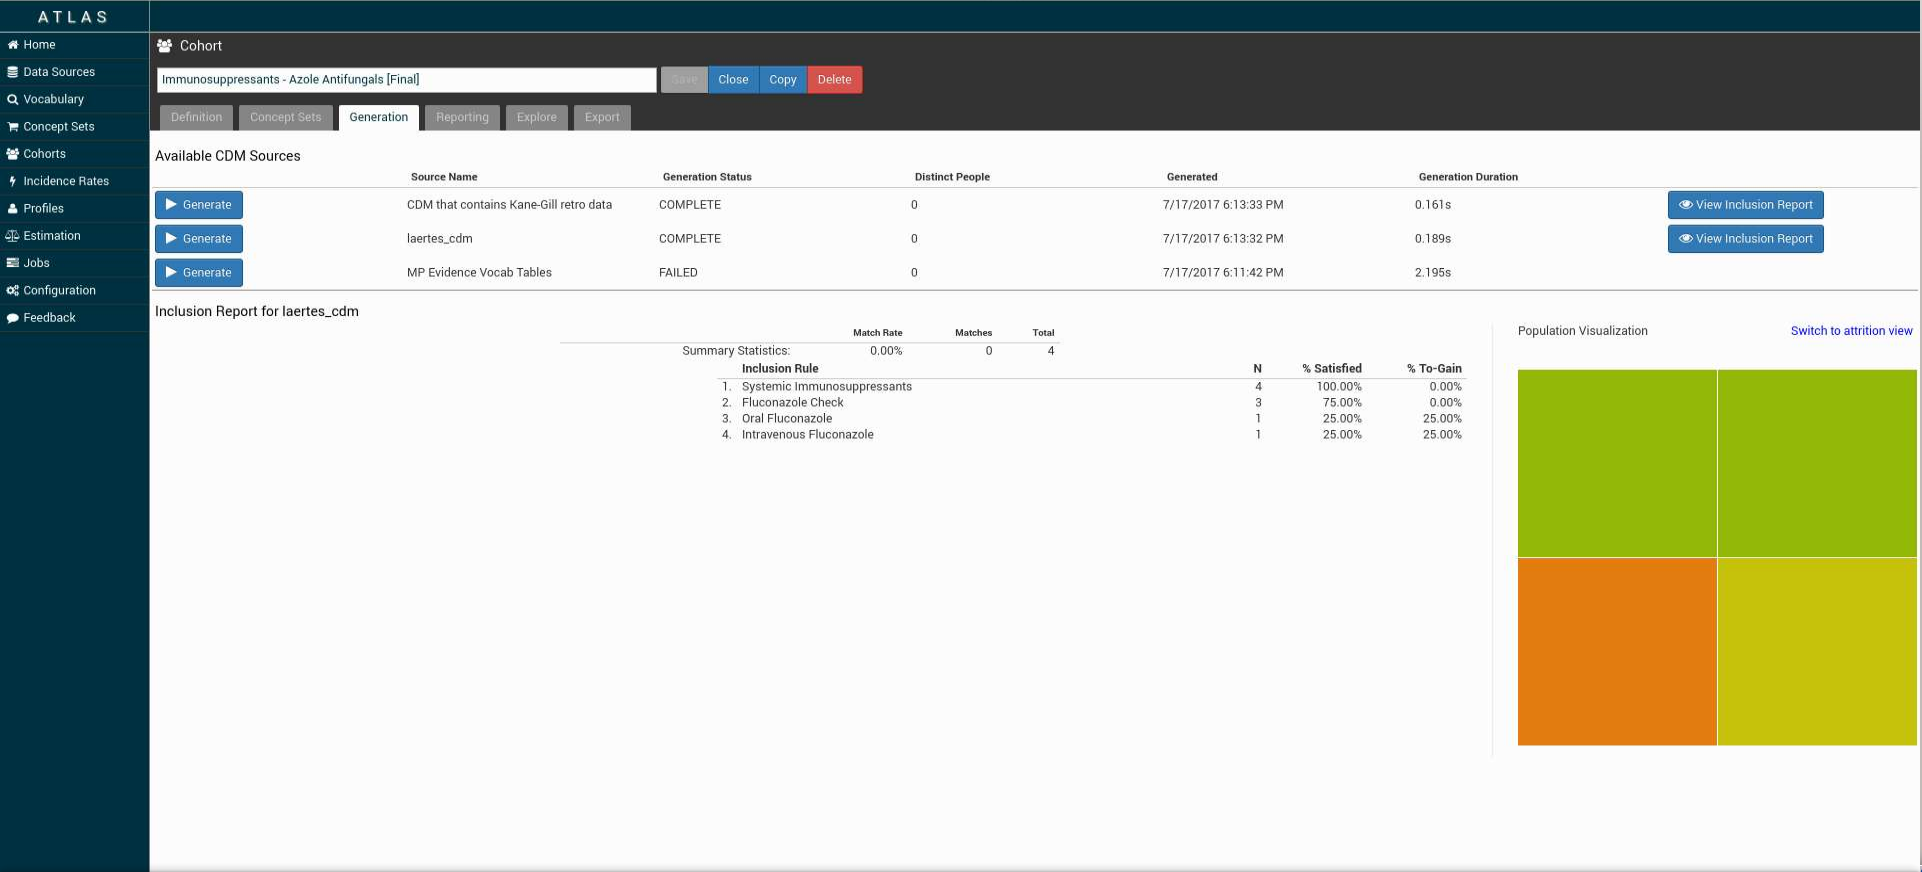 ATLAS
Home
Data Sources
Vocabulary
Concept Sets
Cohorts
Incidence Rates
Profiles
Estimation
Jobs
Configuration
Feedback
Cohort
Immunosuppressants - Azole Antifungals [Final]
Save Close Copy Delete
Definition Concept Sets Generation Reporting Explore Export
Available CDM Sources
Source Name Generation Status Distinct People Generated Generation Duration
Generate CDM that contains Kane-Gill retro data COMPLETE 0 7/17/2017 6:13:33 PM 0.161s View Inclusion Report
Generate laertes_cdm COMPLETE 0 7/17/2017 6:13:32 PM 0.189s View Inclusion Report
Generate MP Evidence Vocab Tables FAILED 0 7/17/2017 6:11:42 PM 2.195s
Inclusion Report for laertes_cdm
Match Rate Matches Total
Summary Statistics: 0.00% 0 4
Inclusion Rule N % Satisfied % To-Gain
1. Systemic Immunosuppressants 4 100.00% 0.00%
2. Fluconazole Check 3 75.00% 0.00%
3. Oral Fluconazole 1 25.00% 25.00%
4. Intravenous Fluconazole 1 25.00% 25.00%
Population Visualization Switch to attrition view